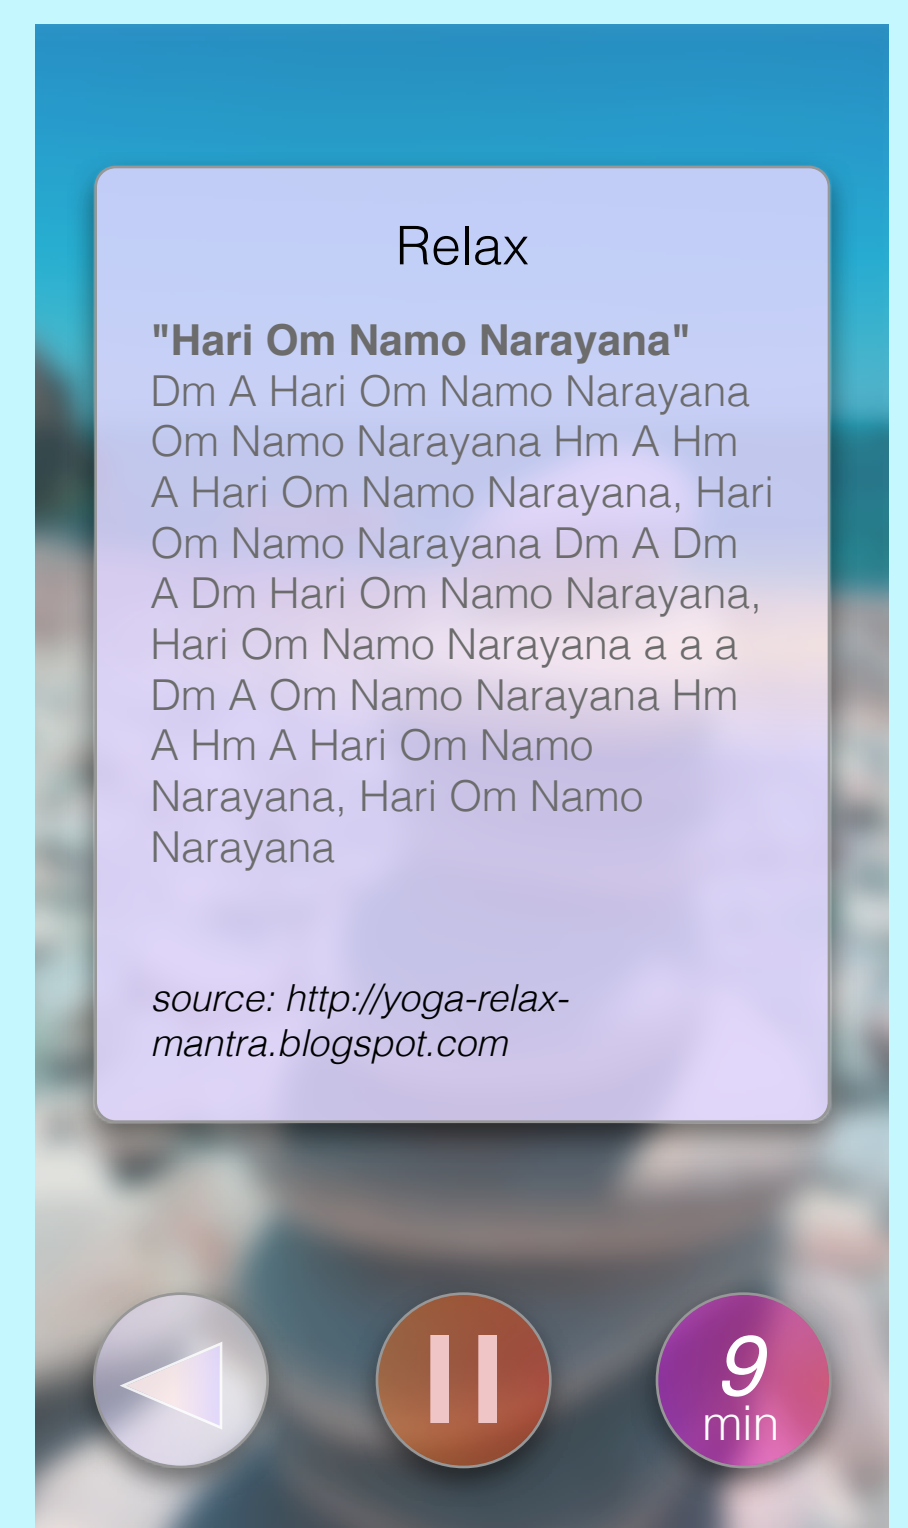 Relax
"Hari Om Namo Narayana"
Dm A Hari Om Namo Narayana
Om Namo Narayana Hm A Hm
A Hari Om Namo Narayana, Hari
Om Namo Narayana Dm A Dm
A Dm Hari Om Namo Narayana,
Hari Om Namo Narayana a a a
Dm A Om Namo Narayana Hm
A Hm A Hari Om Namo
Narayana, Hari Om Namo
Narayana
source: http://yoga-relax-
mantra.blogspot.com
9
min